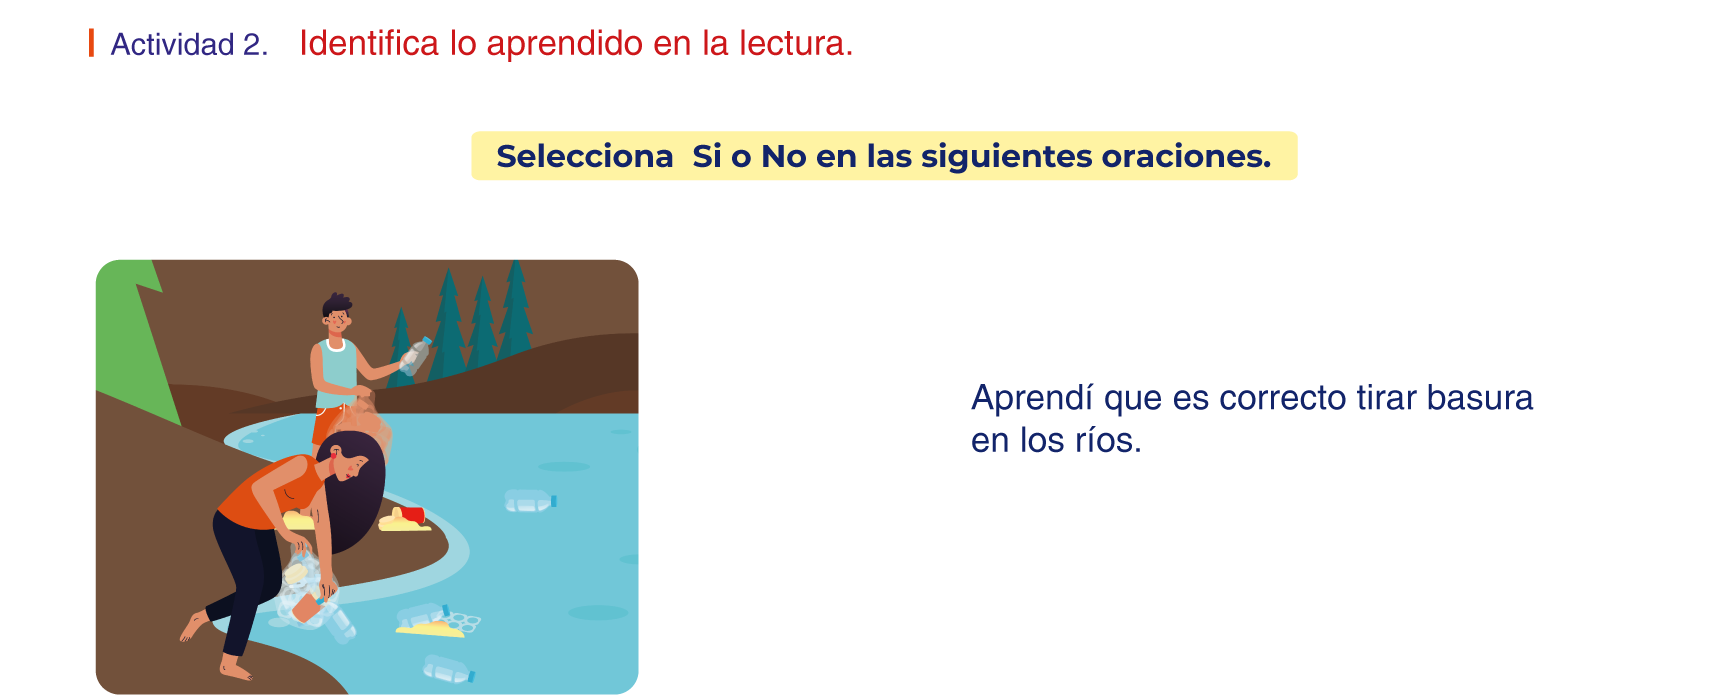 Actividad 2. Identifica lo aprendido en la lectura.
Selecciona Si o No en las siguientes oraciones.
Aprendí que es correcto tirar basura
en los ríos.